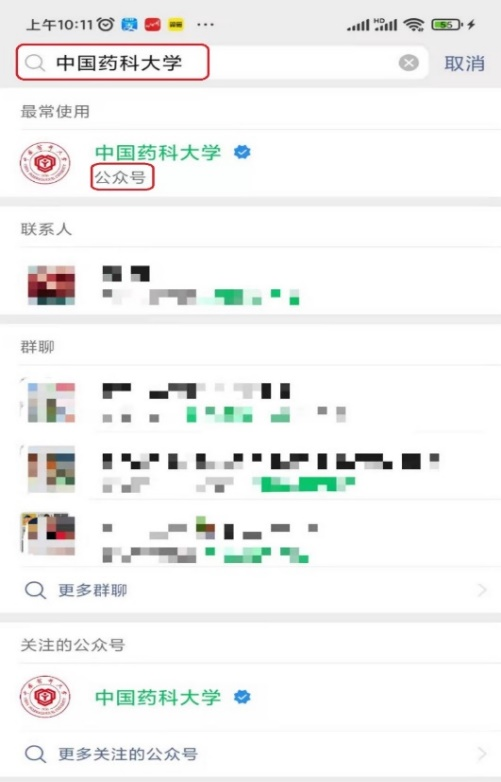 上午10:11
HD
55
中国药科大学
取消
最常使用
中国药科大学
公众号
联系人
群聊
更多群聊
关注的公众号
中国药科大学
更多关注的公众号